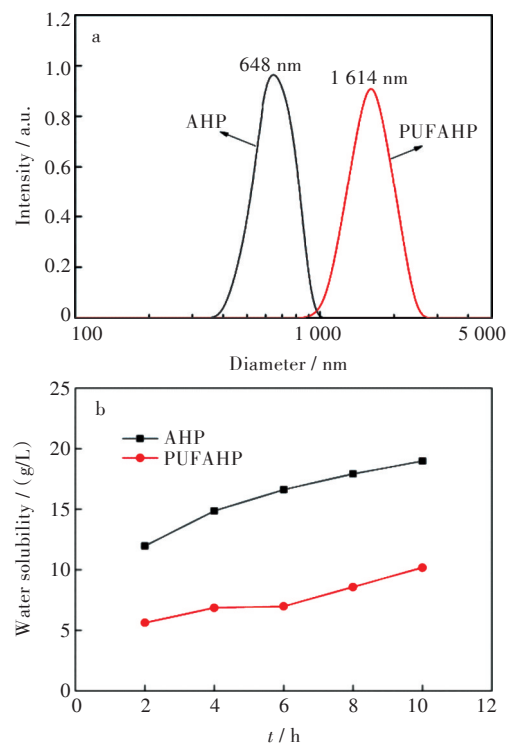 a
648 nm
1 614 nm
AHP
PUFAHP
1.2
1.0
0.8
0.6
0.4
0.2
0
Intensity / a.u.
100
1 000
5 000
Diameter / nm
b
AHP
PUFAHP
25
20
15
10
5
0
Water solubility / (g/L)
2
4
6
8
10
12
t / h